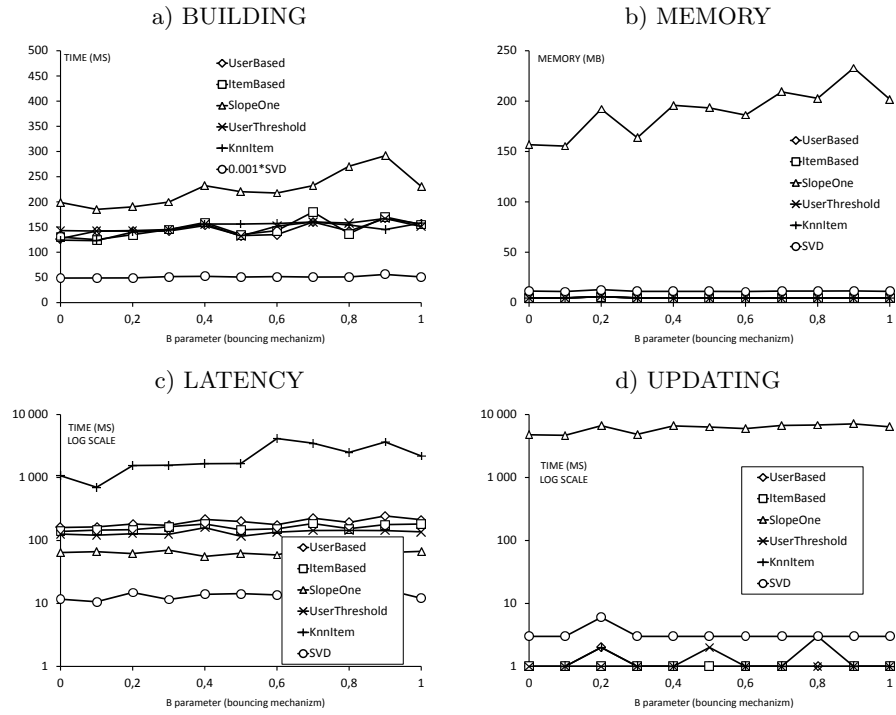 a) BUILDING
TIME (MS)
500
450
400
350
300
250
200
150
100
50
0
UserBased
ItemBased
SlopeOne
UserThreshold
KnnItem
0.001*SVD
0 0,2 0,4 0,6 0,8 1
B parameter (bouncing mechanizm)
b) MEMORY
MEMORY (MB)
250
200
150
100
50
0
UserBased
ItemBased
SlopeOne
UserThreshold
KnnItem
SVD
0 0,2 0,4 0,6 0,8 1
B parameter (bouncing mechanizm)
c) LATENCY
TIME (MS)
LOG SCALE
10 000
1 000
100
10
1
UserBased
ItemBased
SlopeOne
UserThreshold
KnnItem
SVD
0 0,2 0,4 0,6 0,8 1
B parameter (bouncing mechanizm)
d) UPDATING
10 000
1 000
100
10
1
TIME (MS)
LOG SCALE
UserBased
ItemBased
SlopeOne
UserThreshold
KnnItem
SVD
0 0,2 0,4 0,6 0,8 1
B parameter (bouncing mechanizm)